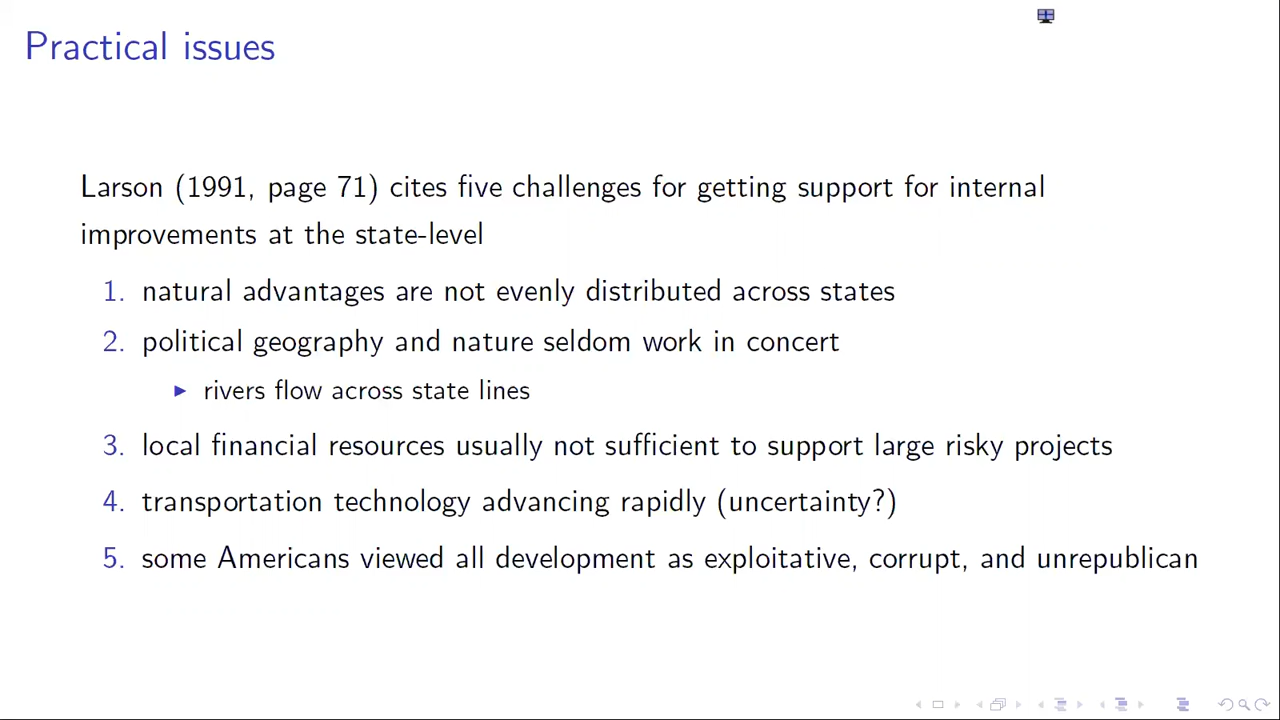 Practical issues
Larson (1991, page 71) cites five challenges for getting support for internal
improvements at the state-level
1. natural advantages are not evenly distributed across states
2. political geography and nature seldom work in concert
▶ rivers flow across state lines
3. local financial resources usually not sufficient to support large risky projects
4. transportation technology advancing rapidly (uncertainty?)
5. some Americans viewed all development as exploitative, corrupt, and unrepublican